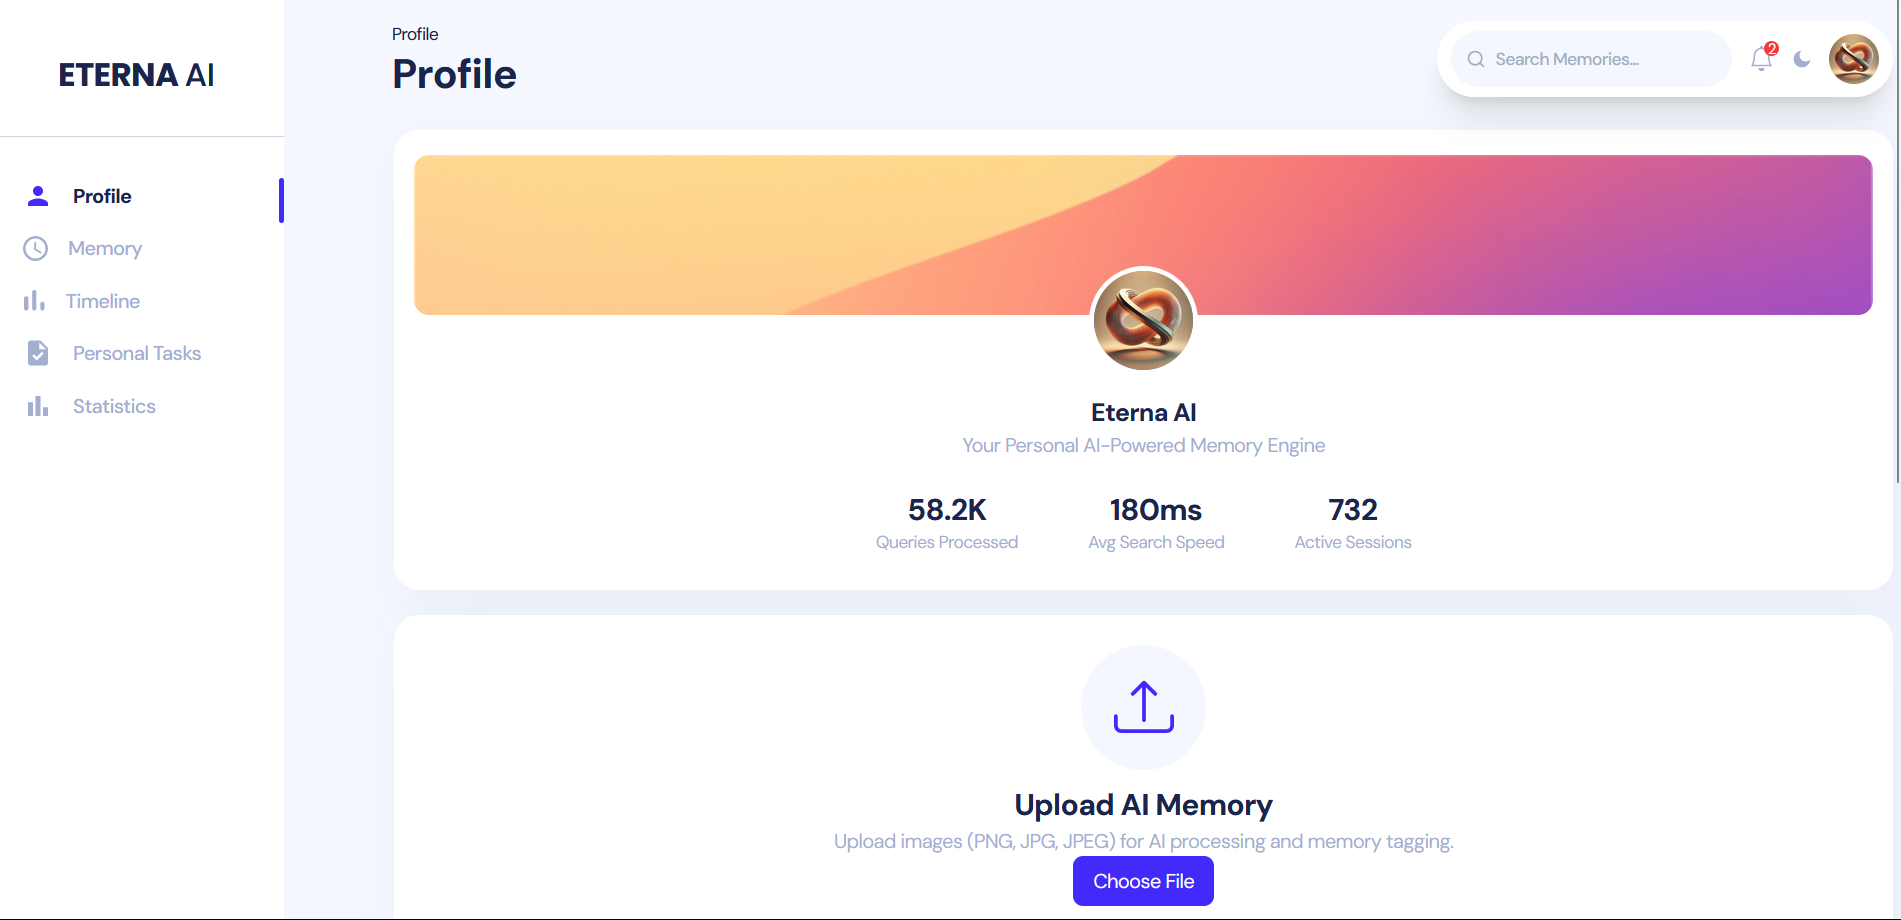 ETERNA AI
Profile
Memory
Timeline
Personal Tasks
Statistics
Profile
Profile
Search Memories...
2
Eterna AI
Your Personal AI-Powered Memory Engine
58.2K
Queries Processed
180ms
Avg Search Speed
732
Active Sessions
Upload AI Memory
Upload images (PNG, JPG, JPEG) for AI processing and memory tagging.
Choose File